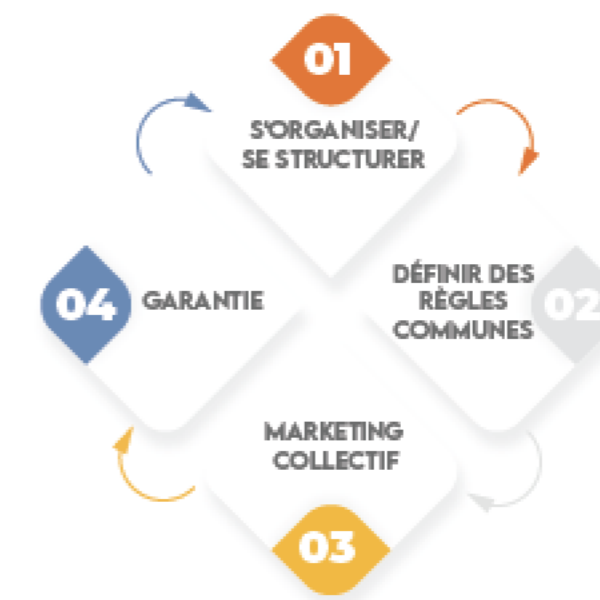 01
S'ORGANISER/
SE STRUCTURER
DÉFINIR DES
RÈGLES
COMMUNES
02
MARKETING
COLLECTIF
03
04
GARANTIE